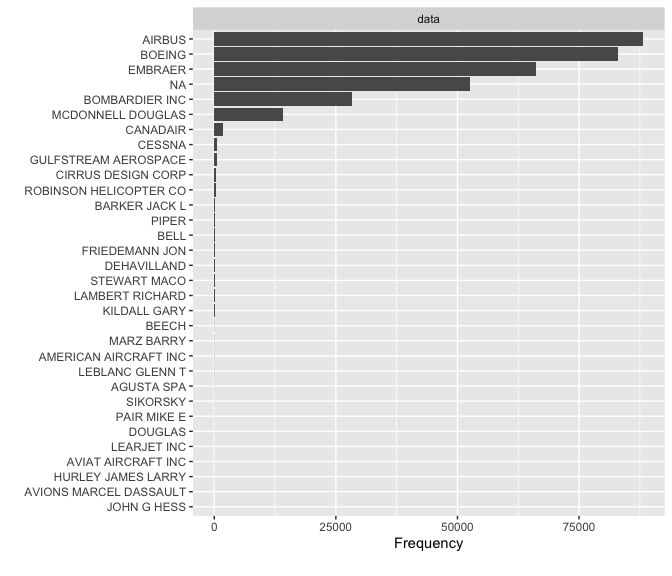 data
AIRBUS
BOEING
EMBRAER
NA
BOMBARDIER INC
MCDONNELL DOUGLAS
CANADAIR
CESSNA
GULFSTREAM AEROSPACE
CIRRUS DESIGN CORP
ROBINSON HELICOPTER CO
BARKER JACK L
PIPER
BELL
FRIEDEMANN JON
DEHAVILLAND
STEWART MACO
LAMBERT RICHARD
KILDALL GARY
BEECH
MARZ BARRY
AMERICAN AIRCRAFT INC
LEBLANC GLENN T
AGUSTA SPA
SIKORSKY
PAIR MIKE E
DOUGLAS
LEARJET INC
AVIAT AIRCRAFT INC
HURLEY JAMES LARRY
AVIONS MARCEL DASSAULT
JOHN G HESS
0 25000 50000 75000
Frequency